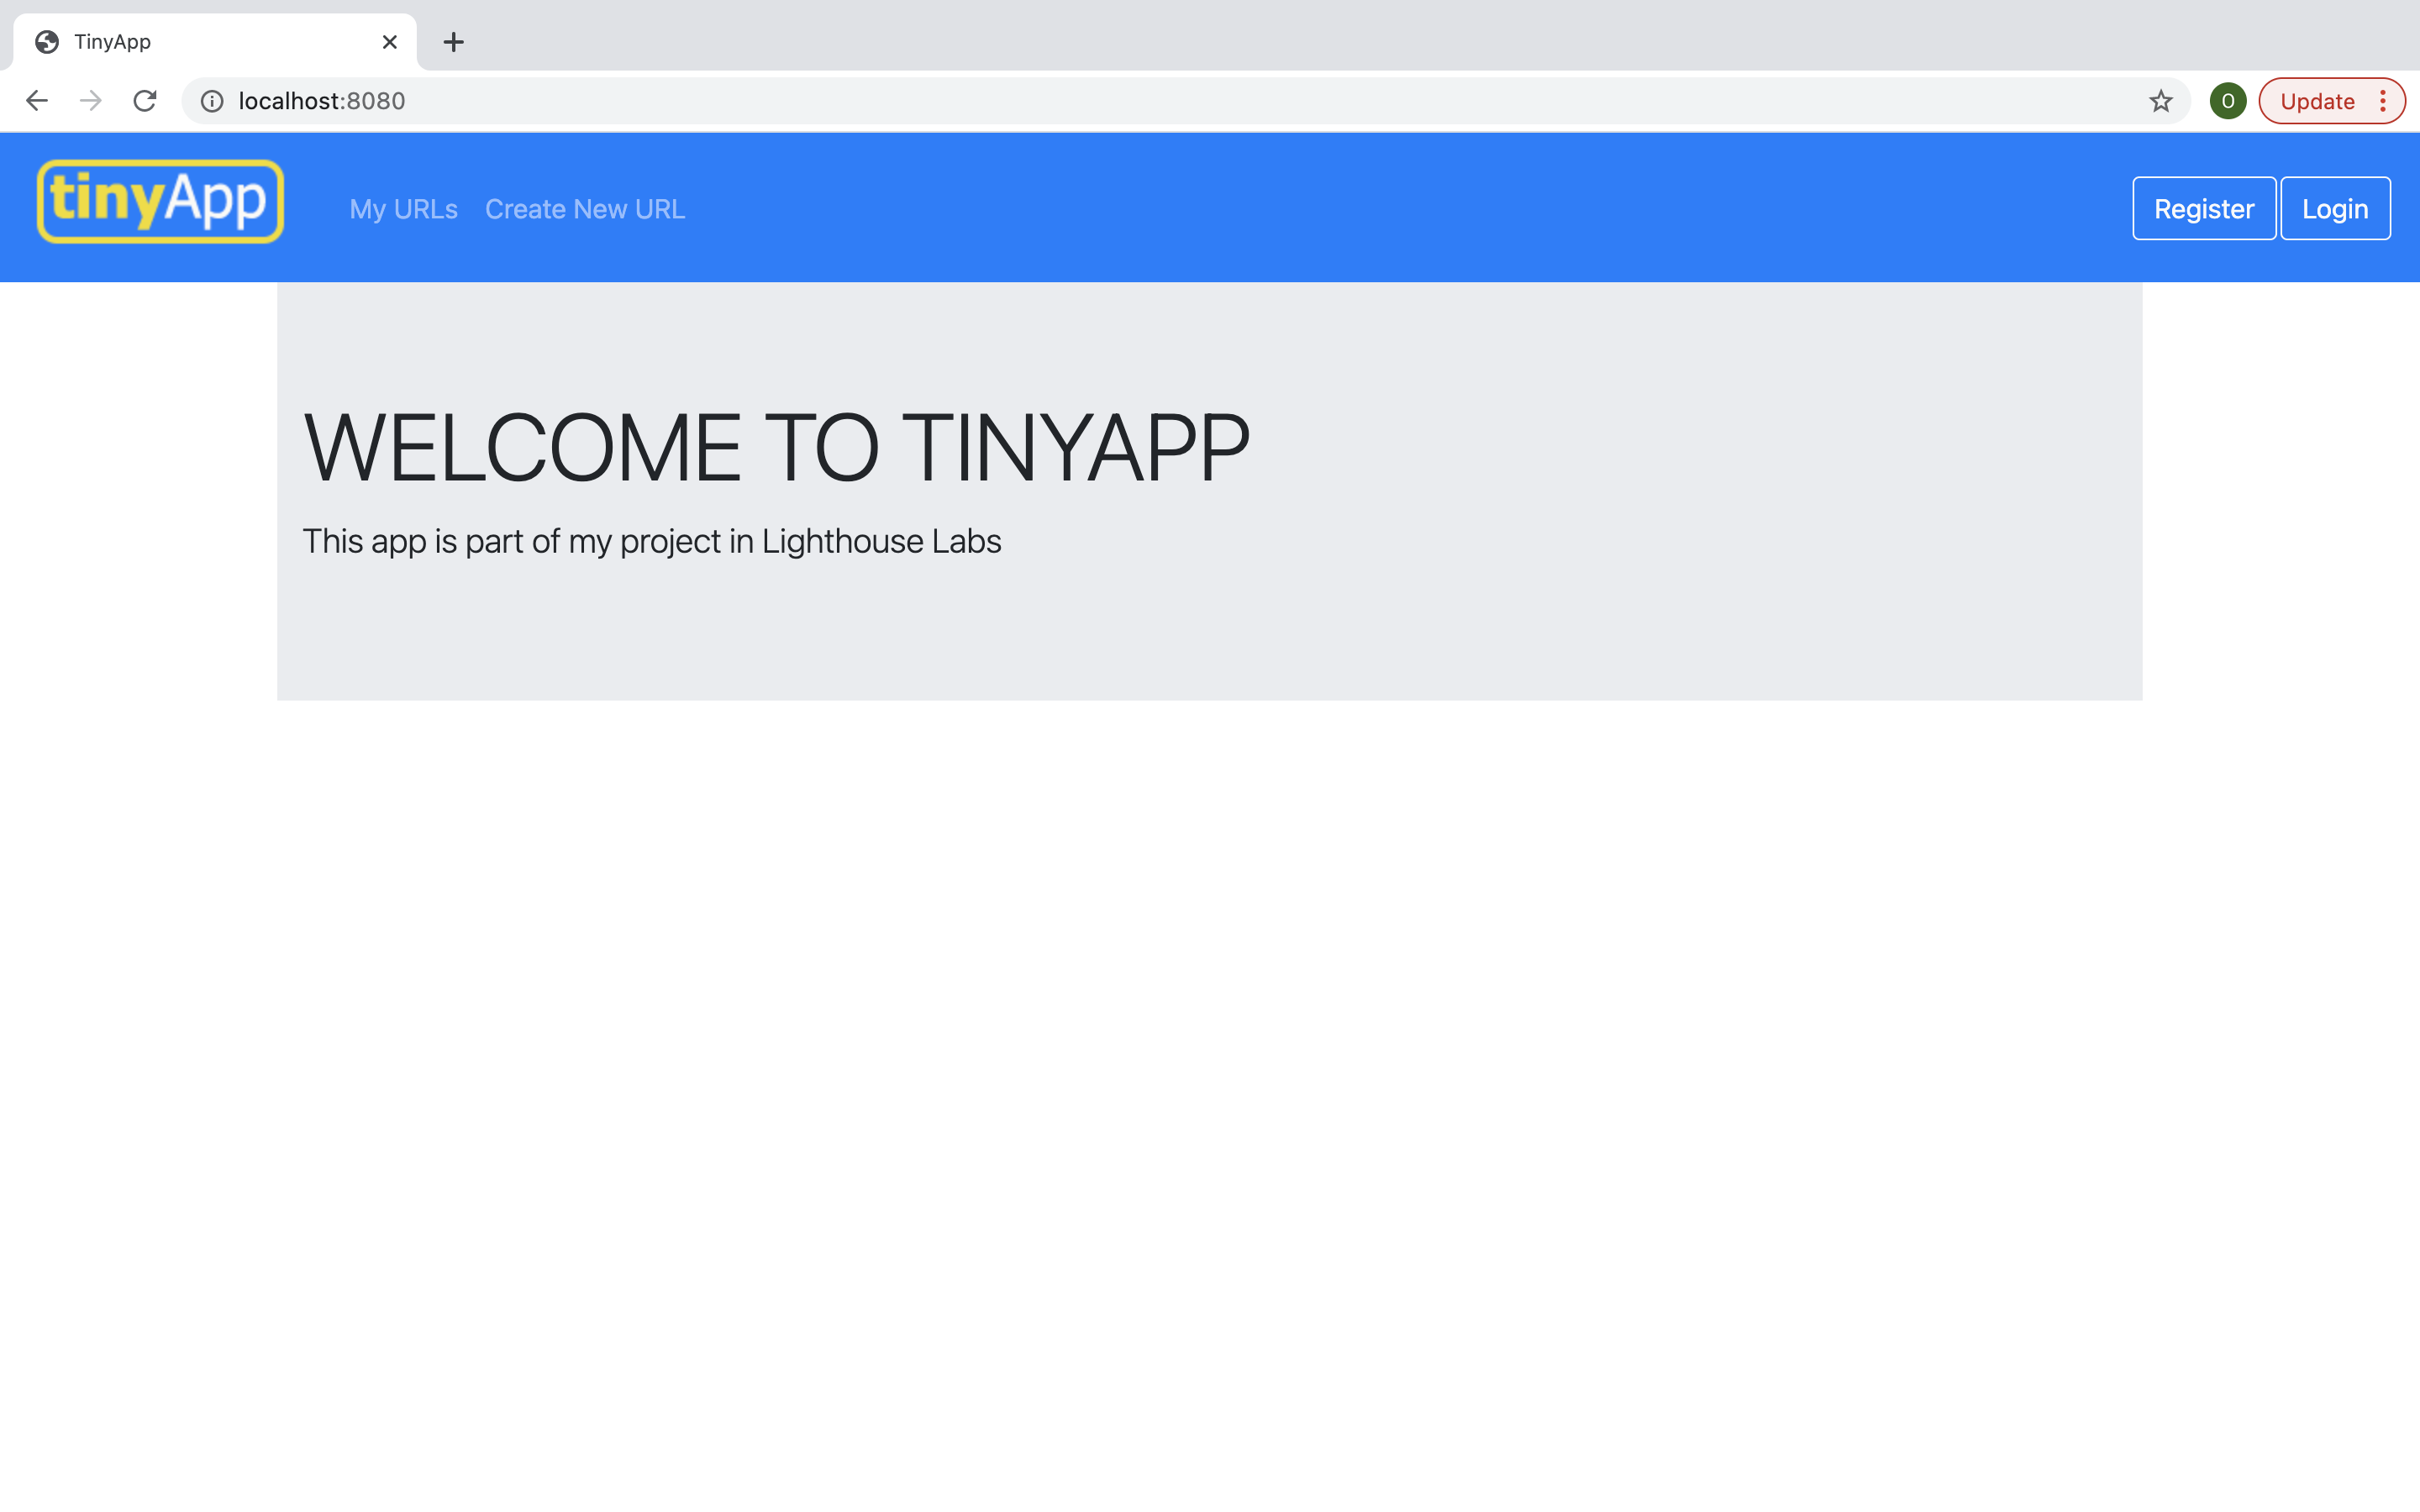 TinyApp
localhost:8080
O
Update
tinyApp
My URLs Create New URL
Register Login
WELCOME TO TINYAPP
This app is part of my project in Lighthouse Labs